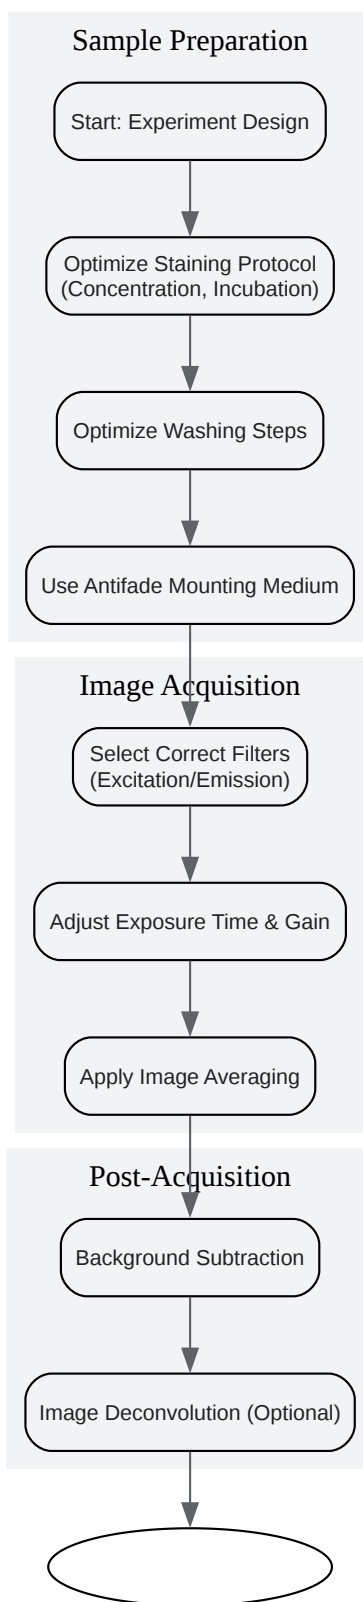 Sample Preparation
Start: Experiment Design
Optimize Staining Protocol
(Concentration, Incubation)
Optimize Washing Steps
Use Antifade Mounting Medium
Image Acquisition
Select Correct Filters
(Excitation/Emission)
Adjust Exposure Time & Gain
Apply Image Averaging
Post-Acquisition
Background Subtraction
Image Deconvolution (Optional)